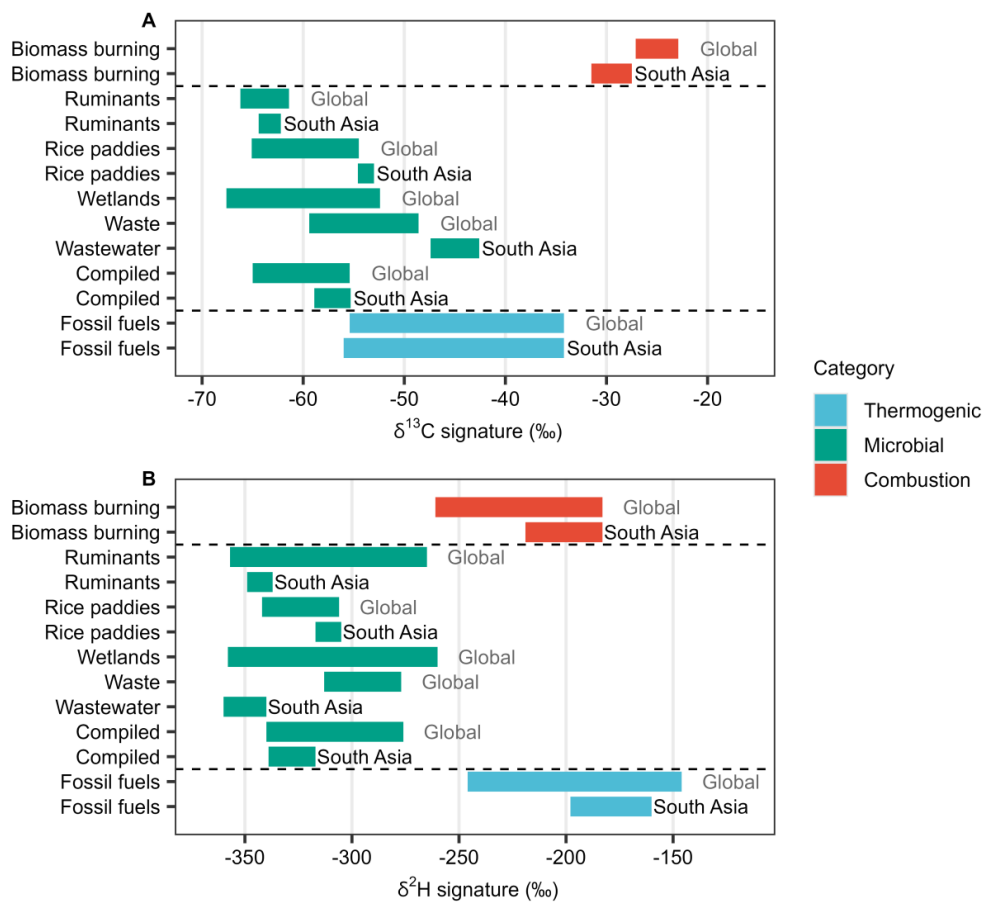 A
Biomass burning Global
Biomass burning South Asia
Ruminants Global
Ruminants South Asia
Rice paddies Global
Rice paddies South Asia
Wetlands Global
Waste Global
Wastewater South Asia
Compiled Global
Compiled South Asia
Fossil fuels Global
Fossil fuels South Asia
-70 -60 -50 -40 -30 -20
δ¹³C signature (‰)
Category
Thermogenic
Microbial
Combustion
B
Biomass burning Global
Biomass burning South Asia
Ruminants Global
Ruminants South Asia
Rice paddies Global
Rice paddies South Asia
Wetlands Global
Waste Global
Wastewater South Asia
Compiled Global
Compiled South Asia
Fossil fuels Global
Fossil fuels South Asia
-350 -300 -250 -200 -150
δ²H signature (‰)